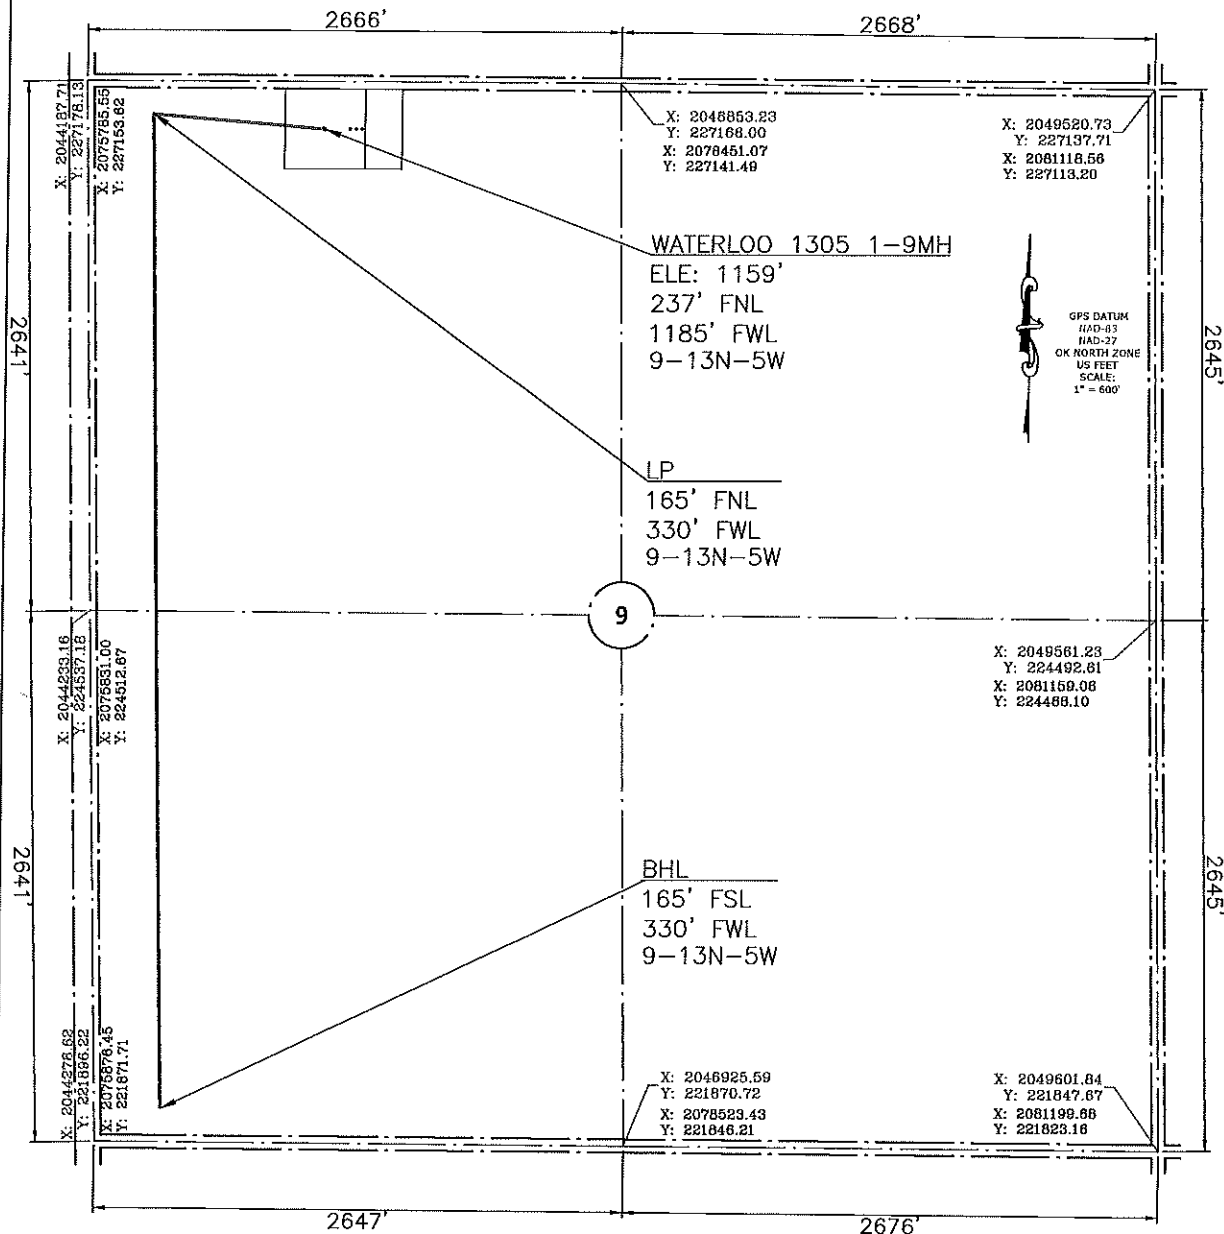 2666'
2668'
X: 2044187.71
Y: 227178.13
X: 2075785.55
Y: 227153.62
X: 2046853.23
Y: 227166.00
X: 2078451.07
Y: 227141.49
X: 2049520.73
Y: 227137.71
X: 2081118.56
Y: 227113.20
WATERLOO 1305 1-9MH
ELE: 1159'
237' FNL
1185' FWL
9-13N-5W
GPS DATUM
NAD-83
NAD-27
OK NORTH ZONE
US FEET
SCALE:
1" = 600'
2641'
2645'
LP
165' FNL
330' FWL
9-13N-5W
9
X: 2044233.16
Y: 224537.18
X: 2075831.00
Y: 224512.67
X: 2049561.23
Y: 224492.61
X: 2081159.06
Y: 224468.10
2641'
2645'
BHL
165' FSL
330' FWL
9-13N-5W
X: 2044278.62
Y: 221896.22
X: 2075876.45
Y: 221871.71
X: 2046925.59
Y: 221870.72
X: 2078523.43
Y: 221846.21
X: 2049601.84
Y: 221847.67
X: 2081199.68
Y: 221823.16
2647'
2676'